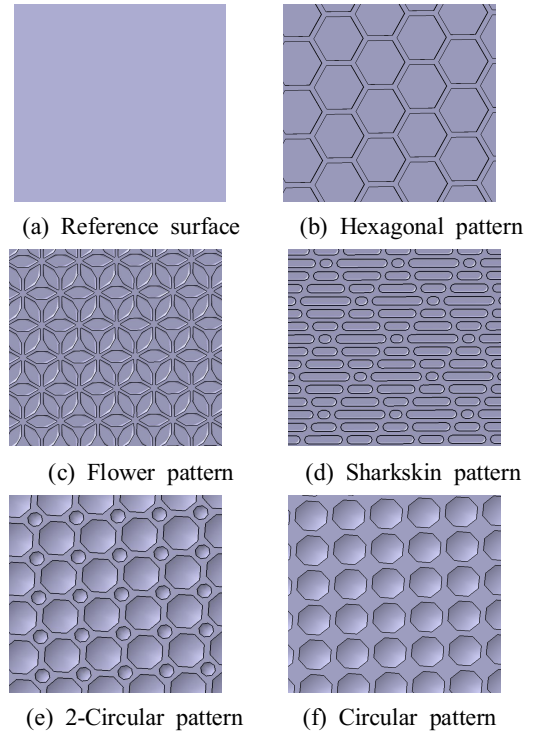 (a) Reference surface
(b) Hexagonal pattern
(c) Flower pattern
(d) Sharkskin pattern
(e) 2-Circular pattern
(f) Circular pattern